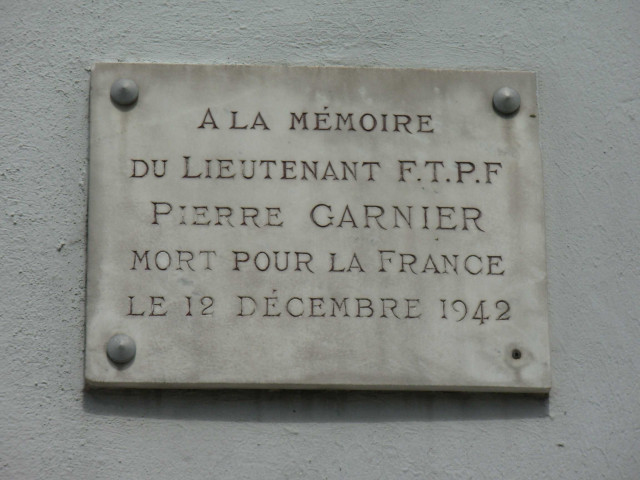 A LA MÉMOIRE
DU LIEUTENANT F.T.P.F
PIERRE GARNIER
MORT POUR LA FRANCE
LE 12 DÉCEMBRE 1942